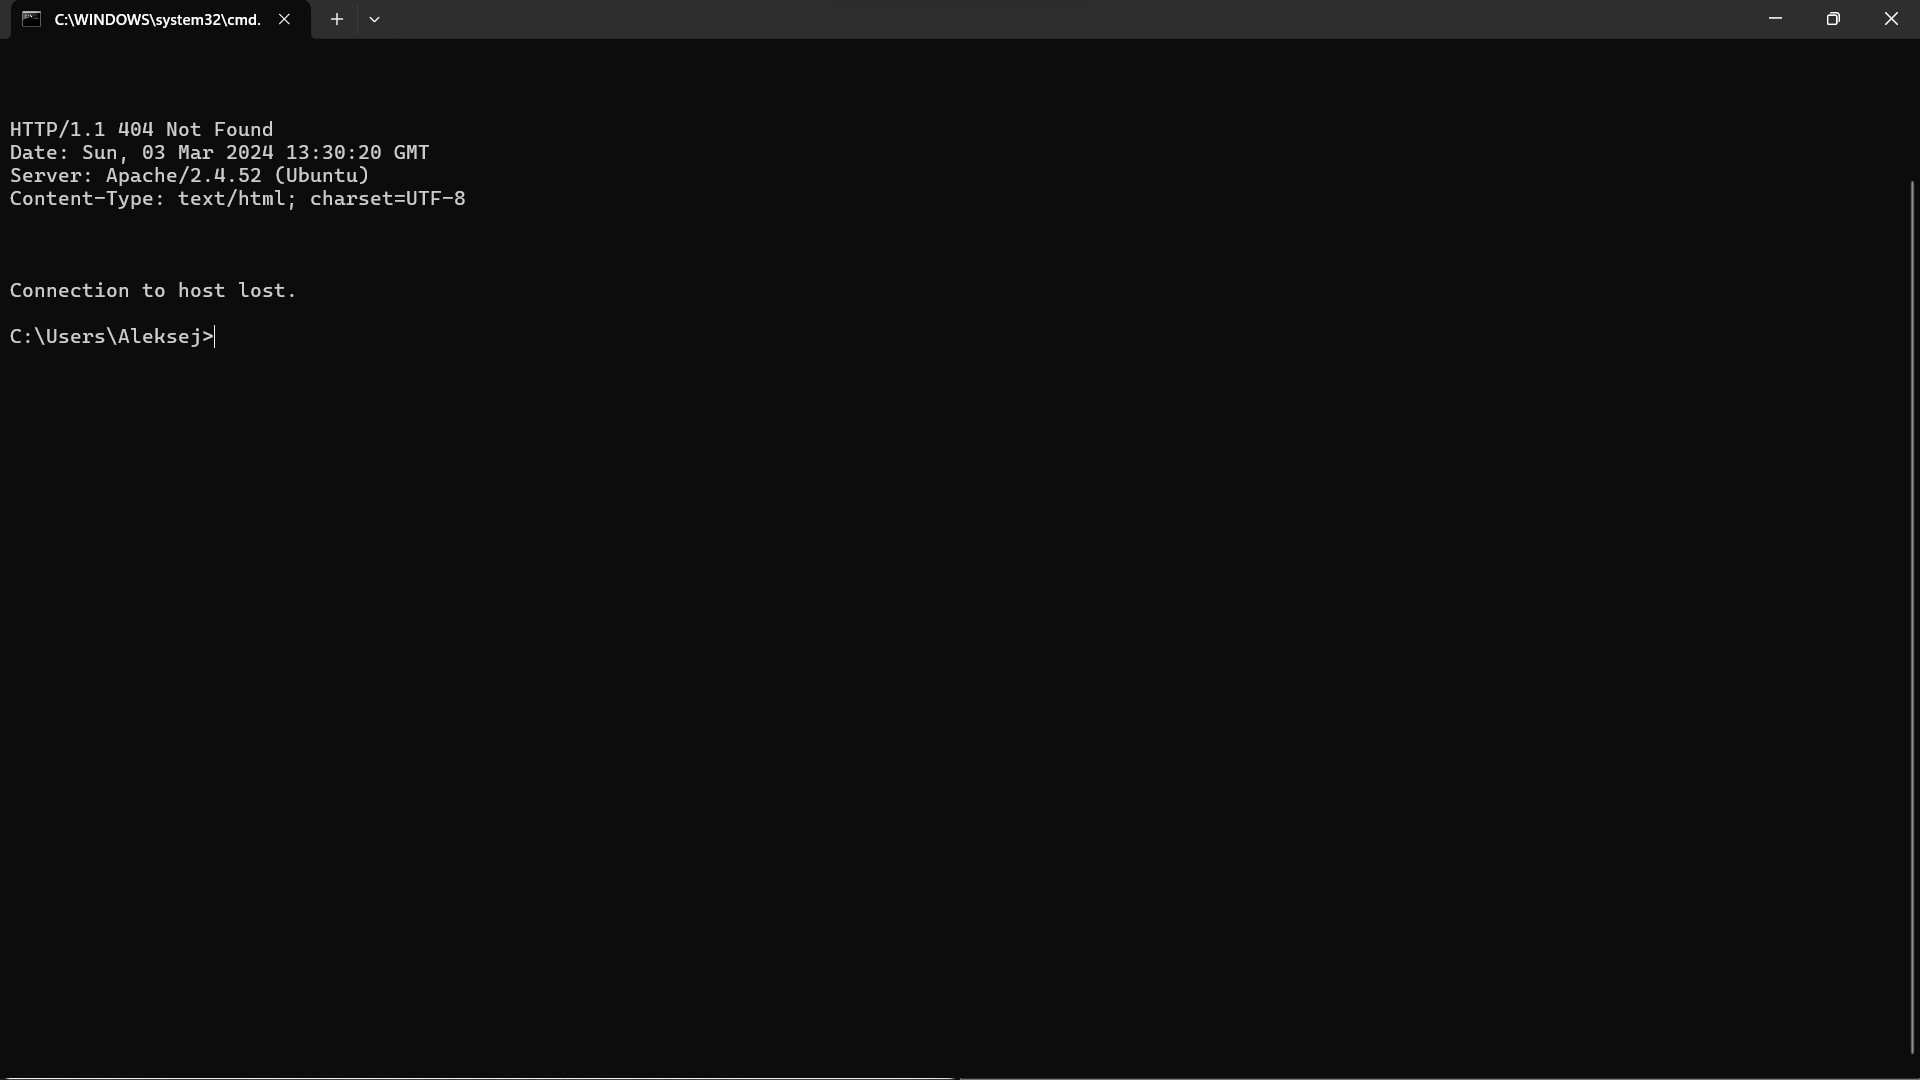 C:\WINDOWS\system32\cmd.
HTTP/1.1 404 Not Found
Date: Sun, 03 Mar 2024 13:30:20 GMT
Server: Apache/2.4.52 (Ubuntu)
Content-Type: text/html; charset=UTF-8
Connection to host lost.
C:\Users\Aleksej>